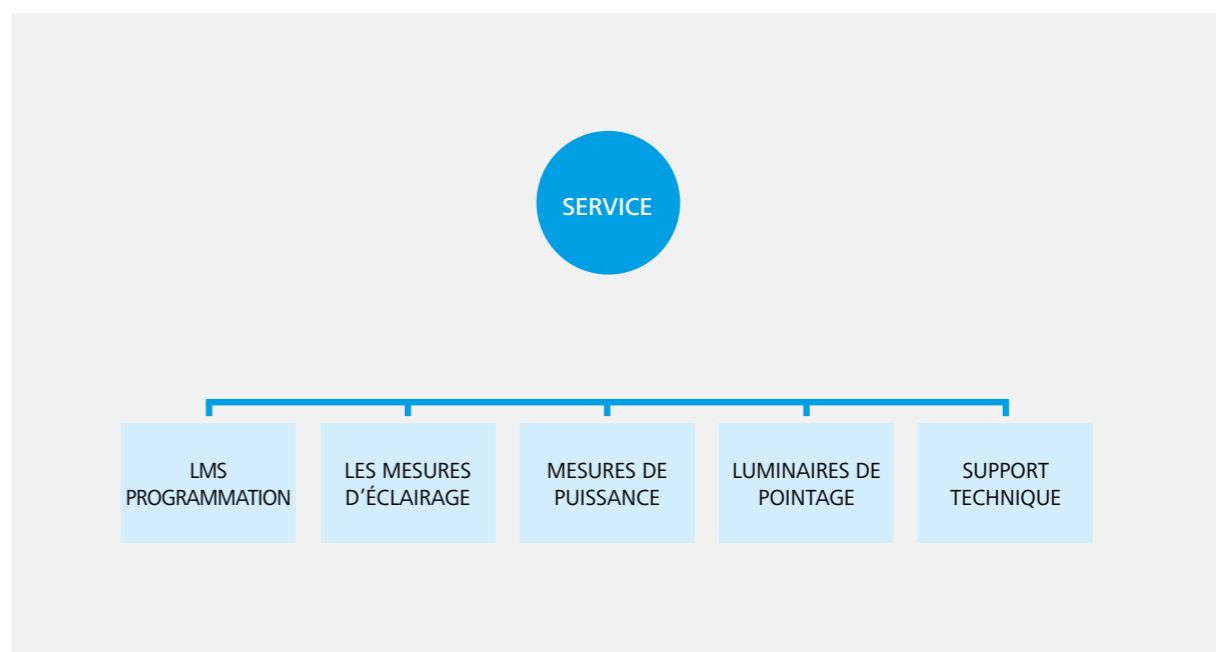 SERVICE
LMS
PROGRAMMATION
LES MESURES
D’ÉCLAIRAGE
MESURES DE
PUISSANCE
LUMINAIRES DE
POINTAGE
SUPPORT
TECHNIQUE